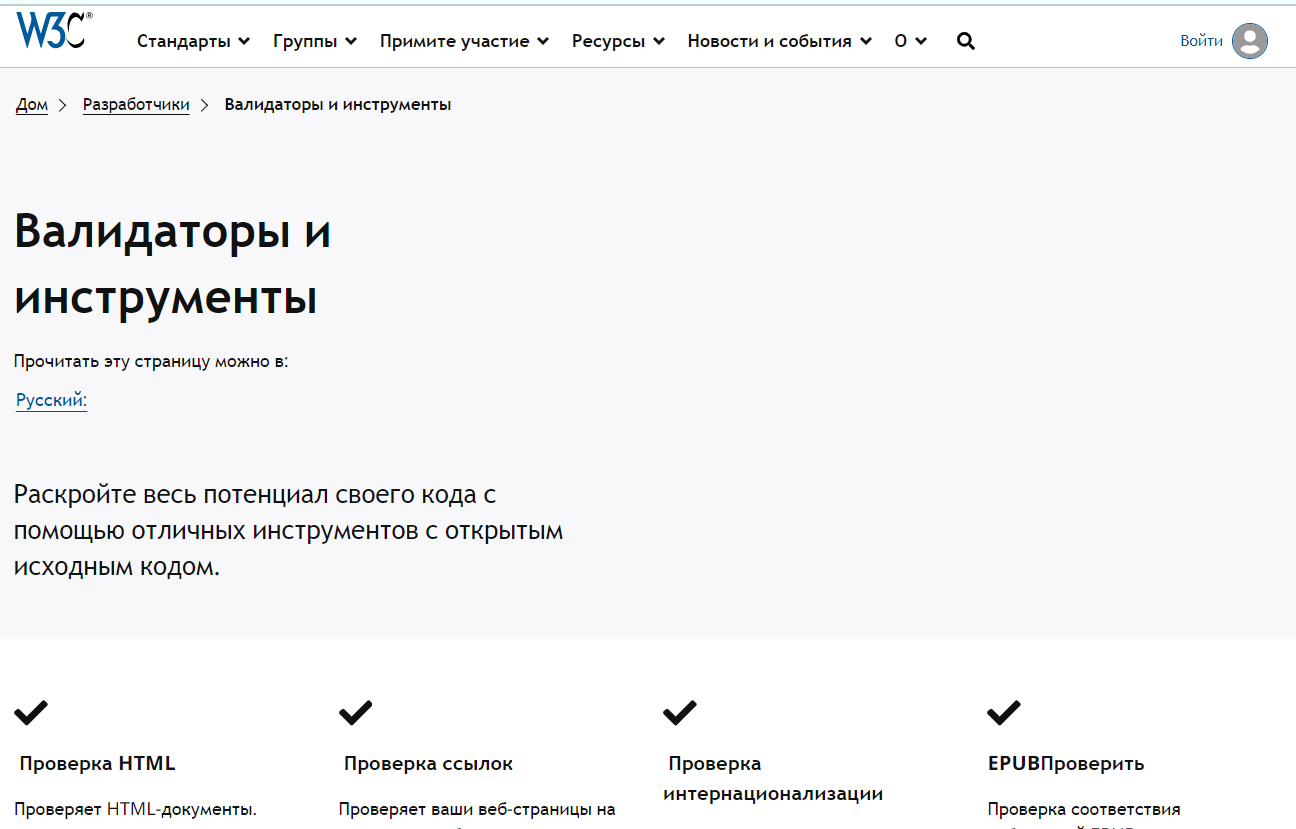 W3C®
Стандарты Группы Примите участие Ресурсы Новости и события О Войти
Дом Разработчики Валидаторы и инструменты
Валидаторы и
инструменты
Прочитать эту страницу можно в:
Русский:
Раскройте весь потенциал своего кода с
помощью отличных инструментов с открытым
исходным кодом.
Проверка HTML
Проверяет HTML-документы.
Проверка ссылок
Проверяет ваши веб-страницы на
Проверка
интернационализации
EPUBПроверить
Проверка соответствия